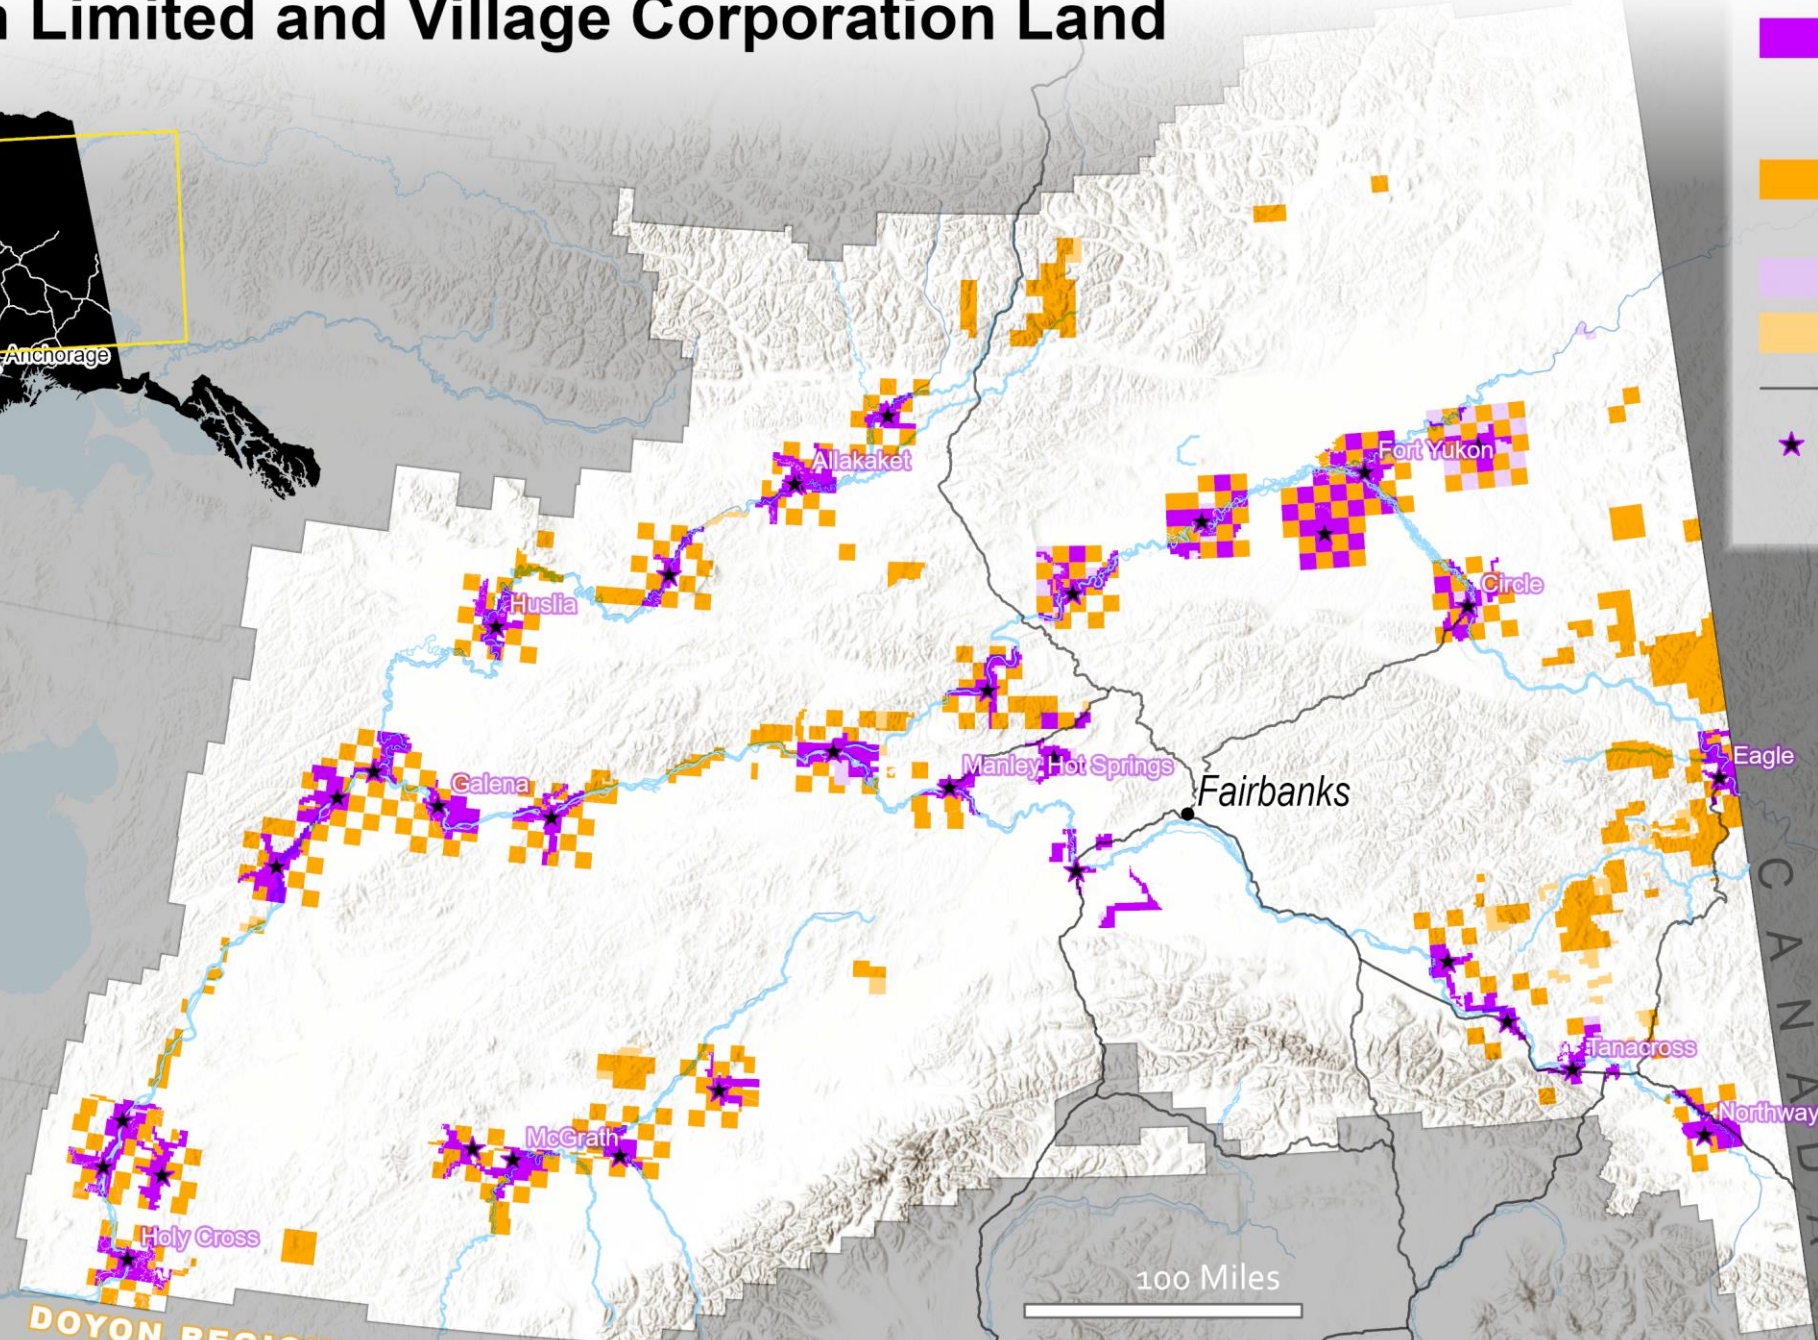 Limited and Village Corporation Land
Anchorage
Allakaket
Fort Yukon
Huslia
Circle
Galena
Manley Hot Springs
Eagle
Fairbanks
CANADA
Tanacross
Northway
McGrath
Holy Cross
100 Miles
DOYON